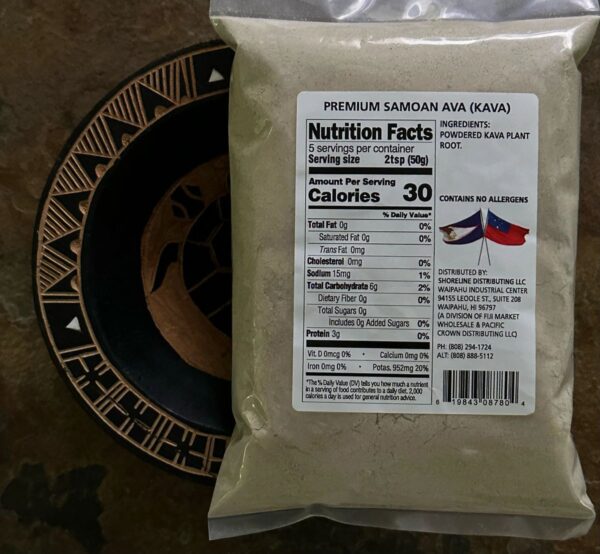 PREMIUM SAMOAN AVA (KAVA)
Nutrition Facts
5 servings per container
Serving size 2tsp (50g)
Amount Per Serving
Calories 30
% Daily Value*
Total Fat 0g 0%
Saturated Fat 0g 0%
Trans Fat 0mg
Cholesterol 0mg 0%
Sodium 15mg 1%
Total Carbohydrate 6g 2%
Dietary Fiber 0g 0%
Total Sugars 0g
Includes 0g Added Sugars 0%
Protein 3g 0%
Vit. D 0mcg 0% • Calcium 0mg 0%
Iron 0mg 0% • Potas. 952mg 20%
*The % Daily Value (DV) tells you how much a nutrient
in a serving of food contributes to a daily diet. 2,000
calories a day is used for general nutrition advice.
INGREDIENTS:
POWDERED KAVA PLANT
ROOT.
CONTAINS NO ALLERGENS
DISTRIBUTED BY:
SHORELINE DISTRIBUTING LLC
WAIPAHU INDUSTRIAL CENTER
94155 LEOOLE ST., SUITE 208
WAIPAHU, HI 96797
(A DIVISION OF FIJI MARKET
WHOLESALE & PACIFIC
CROWN DISTRIBUTING LLC)
PH: (808) 294-1724
ALT: (808) 888-5112
6 19843 08780 4